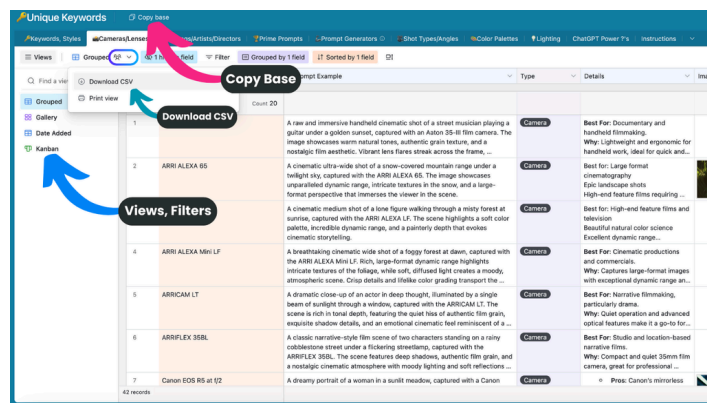 Unique Keywords
Copy base
Keywords, Styles
Cameras/Lenses
/Artists/Directors
Prime Prompts
Prompt Generators
Shot Types/Angles
Color Palettes
Lighting
ChatGPT Power T's
Instructions
Views
Grouped
1 hi
field
Filter
Grouped by 1 field
Sorted by 1 field
Find a view
Download CSV
Print view
Copy Base
Download CSV
Views, Filters
Grouped
Gallery
Date Added
Kanban
Count 20
Prompt Example
Type
Details
1
A raw and immersive handheld cinematic shot of a street musician playing a
guitar under a golden sunset, captured with an Aaton 35-III film camera. The
image showcases warm natural tones, authentic grain texture, and a
nostalgic film aesthetic. Vibrant lens flares streak across the frame, ...
Camera
Best For: Documentary and
handheld filmmaking.
Why: Lightweight and ergonomic for
handheld work, ideal for quick and...
2
ARRI ALEXA 65
A cinematic ultra-wide shot of a snow-covered mountain range under a
twilight sky, captured with the ARRI ALEXA 65. The image showcases
unparalleled dynamic range, intricate textures in the snow, and a large-
format perspective that immerses the viewer in the scene.
Camera
Best for: Large format
cinematography
Epic landscape shots
High-end feature films requiring ...
A cinematic medium shot of a lone figure walking through a misty forest at
sunrise, captured with the ARRI ALEXA LF. The scene highlights a soft color
palette, incredible dynamic range, and a painterly depth that evokes
cinematic storytelling.
Camera
Best for: High-end feature films and
television
Beautiful natural color science
Excellent dynamic range...
4
ARRI ALEXA Mini LF
A breathtaking cinematic wide shot of a foggy forest at dawn, captured with
the ARRI ALEXA Mini LF. Rich, large-format dynamic range highlights
intricate textures of the foliage, while soft, diffused light creates a moody,
atmospheric scene. Crisp details and lifelike color grading transport the ...
Camera
Best For: Cinematic productions
and commercials.
Why: Captures large-format images
with exceptional dynamic range an...
5
ARRICAM LT
A dramatic close-up of an actor in deep thought, illuminated by a single
beam of sunlight through a window, captured with the ARRICAM LT. The
scene is rich in tonal depth, featuring the quiet hiss of authentic film grain,
exquisite shadow details, and an emotional cinematic feel reminiscent of a ...
Camera
Best For: Narrative filmmaking,
particularly drama.
Why: Quiet operation and advanced
optical features make it a go-to for...
6
ARRIFLEX 35BL
A classic narrative-style film scene of two characters standing on a rainy
cobblestone street under a flickering streetlamp, captured with the
ARRIFLEX 35BL. The scene features deep shadows, authentic film grain, and
a nostalgic cinematic atmosphere with moody lighting and soft reflections ...
Camera
Best For: Studio and location-based
narrative films.
Why: Compact and quiet 35mm film
camera, great for professional ...
7
Canon EOS R5 at f/2
A dreamy portrait of a woman in a sunlit meadow, captured with a Canon
Camera
Pros: Canon's mirrorless
42 records